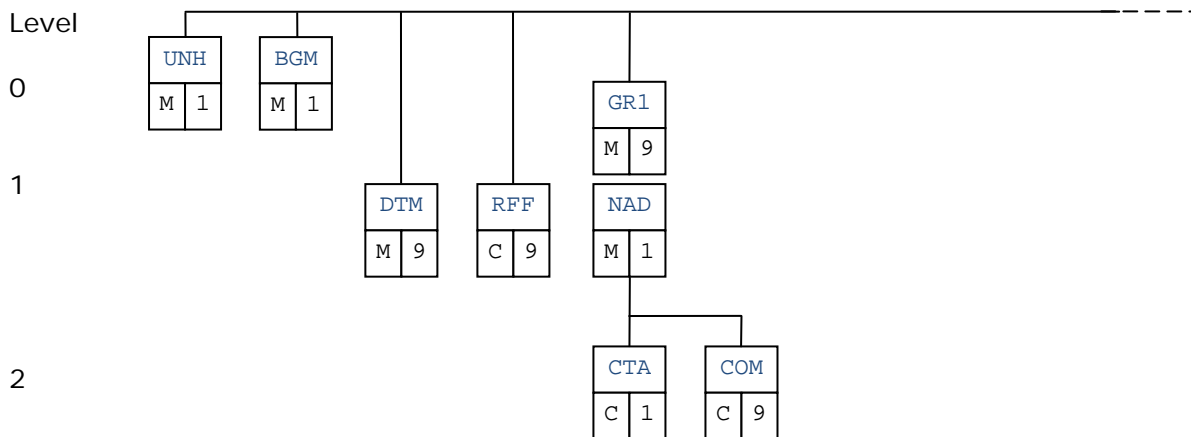 Level
UNH BGM
0
M 1 M 1
GR1
M 9
1
DTM RFF NAD
M 9 C 9 M 1
CTA COM
2
C 1 C 9